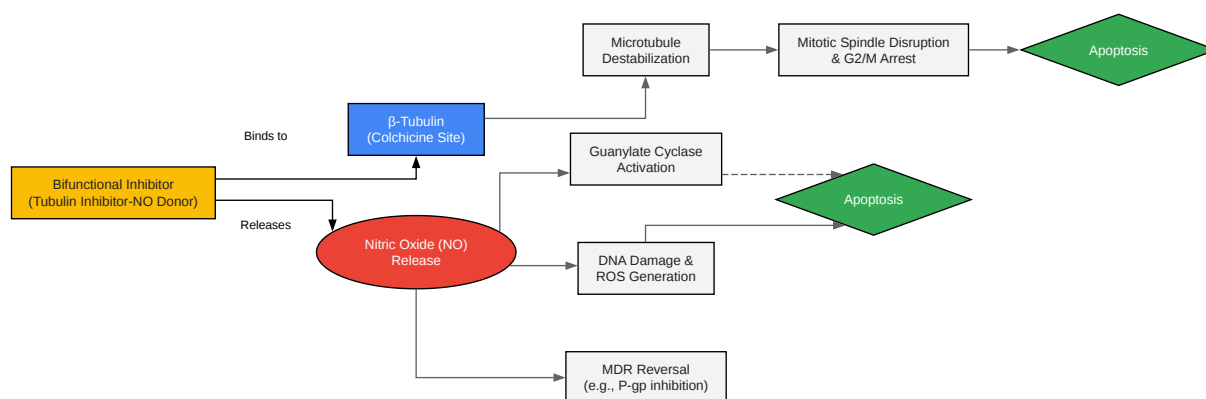 Bifunctional Inhibitor
(Tubulin Inhibitor-NO Donor)
Binds to
Releases
β-Tubulin
(Colchicine Site)
Nitric Oxide (NO)
Release
Microtubule
Destabilization
Mitotic Spindle Disruption
& G2/M Arrest
Apoptosis
Guanylate Cyclase
Activation
Apoptosis
DNA Damage &
ROS Generation
MDR Reversal
(e.g., P-gp inhibition)